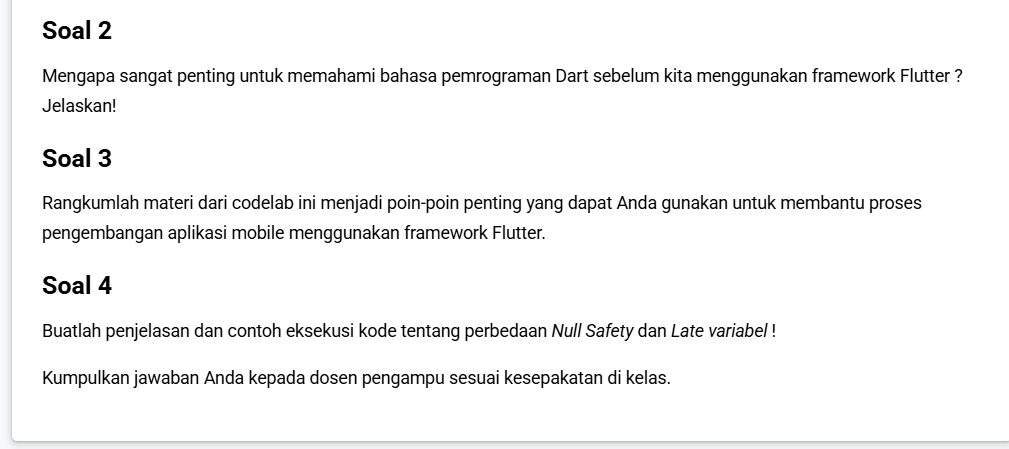 Soal 2
Mengapa sangat penting untuk memahami bahasa pemrograman Dart sebelum kita menggunakan framework Flutter ?
Jelaskan!
Soal 3
Rangkumlah materi dari codelab ini menjadi poin-poin penting yang dapat Anda gunakan untuk membantu proses
pengembangan aplikasi mobile menggunakan framework Flutter.
Soal 4
Buatlah penjelasan dan contoh eksekusi kode tentang perbedaan Null Safety dan Late variabel !
Kumpulkan jawaban Anda kepada dosen pengampu sesuai kesepakatan di kelas.